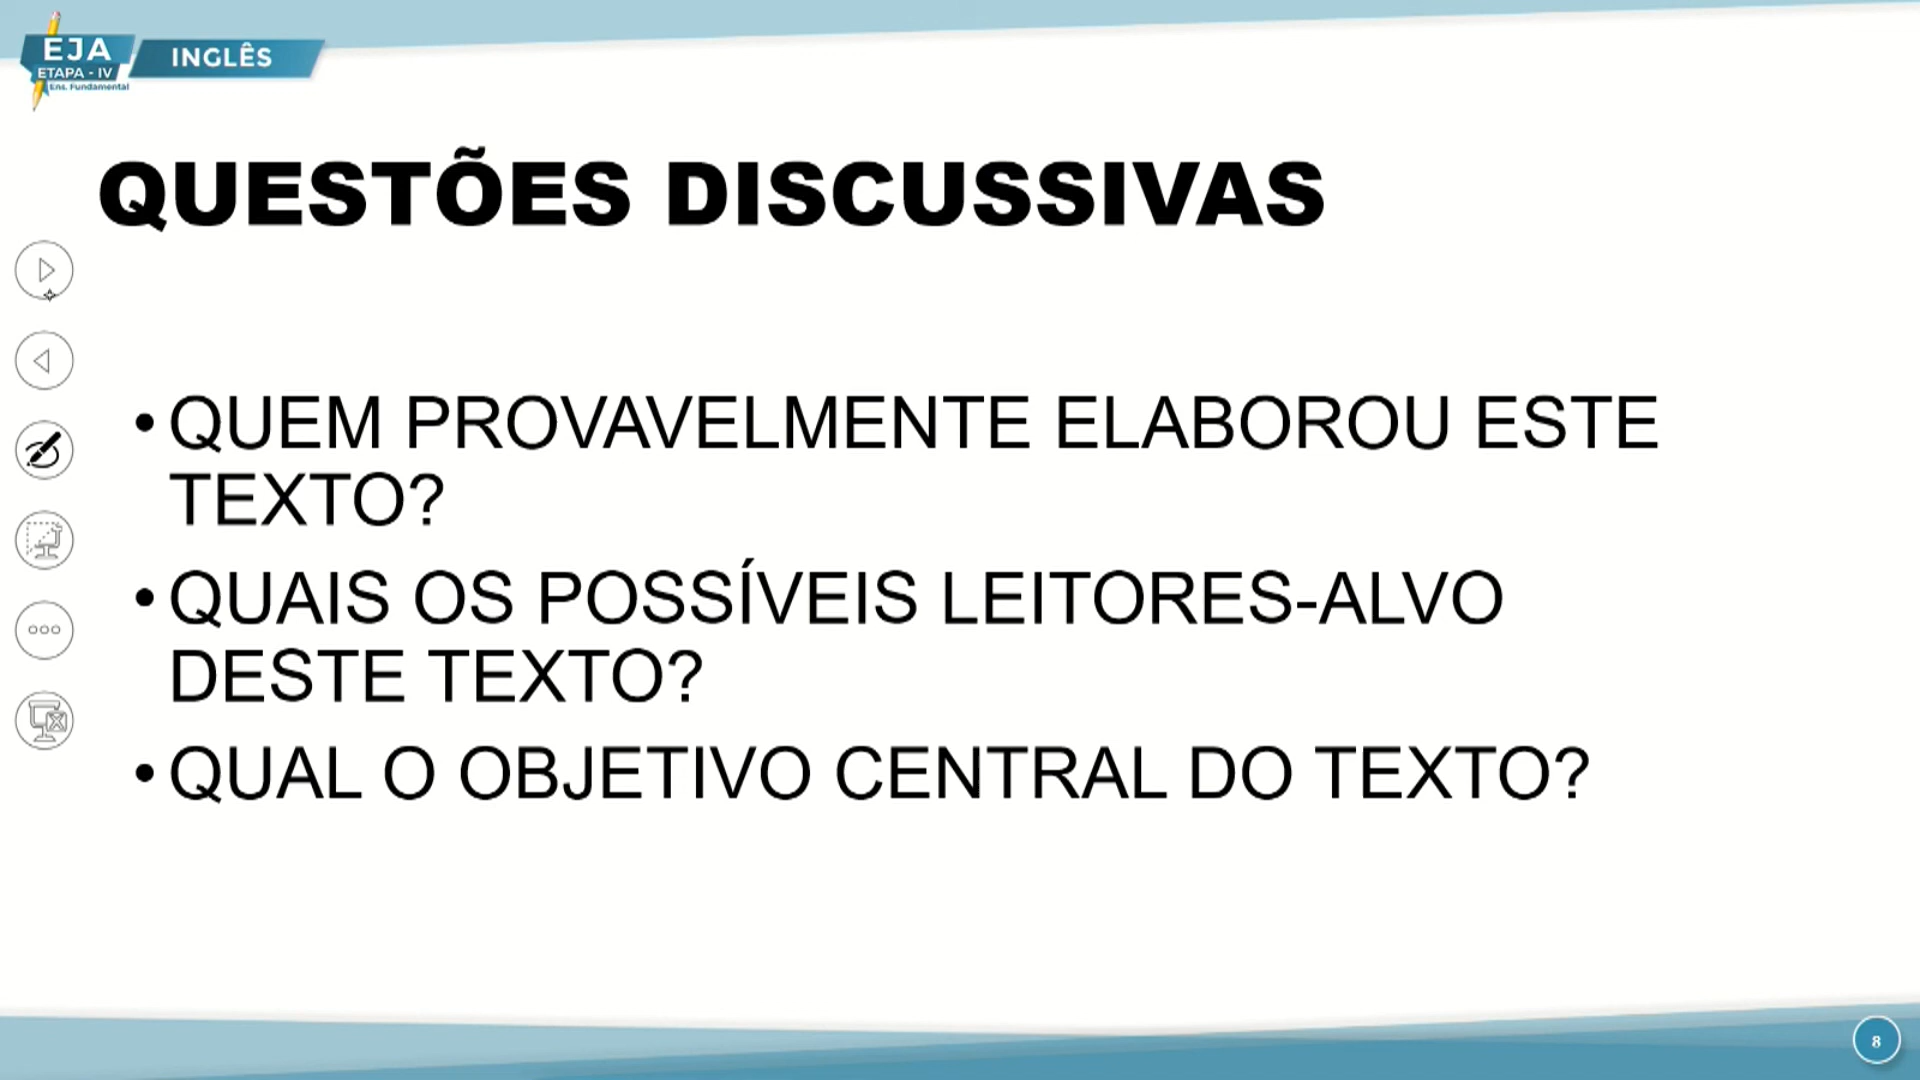 EJA
ETAPA - IV
Ens. Fundamental
INGLÊS
QUESTÕES DISCUSSIVAS
• QUEM PROVAVELMENTE ELABOROU ESTE
TEXTO?
• QUAIS OS POSSÍVEIS LEITORES-ALVO
DESTE TEXTO?
• QUAL O OBJETIVO CENTRAL DO TEXTO?
8